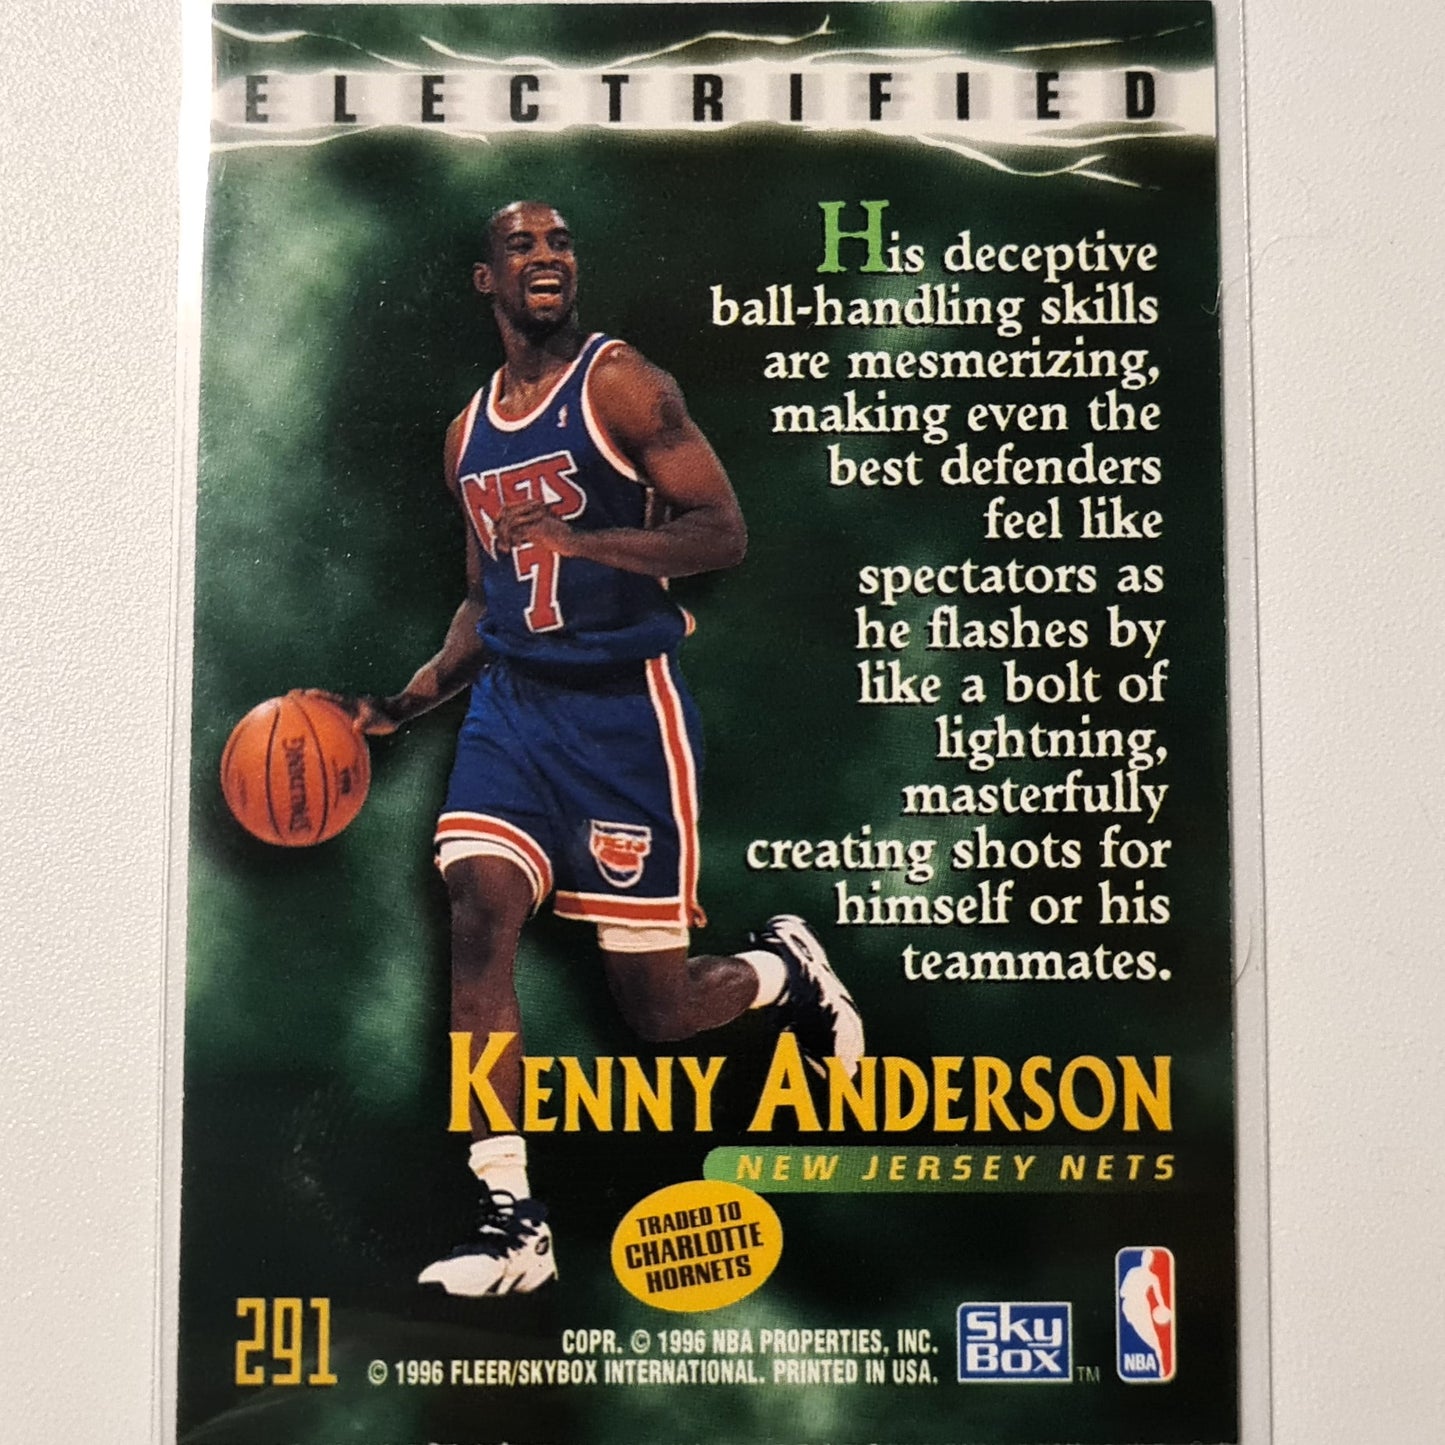 ELECTRIFIED
His deceptive
ball-handling skills
are mesmerizing,
making even the
best defenders
feel like
spectators as
he flashes by
like a bolt of
lightning,
masterfully
creating shots for
himself or his
teammates.
NETS
7
SPALDING
NETS
KENNY ANDERSON
NEW JERSEY NETS
TRADED TO
CHARLOTTE
HORNETS
291
COPR. © 1996 NBA PROPERTIES, INC.
© 1996 FLEER/SKYBOX INTERNATIONAL. PRINTED IN USA.
SkyBox™
NBA